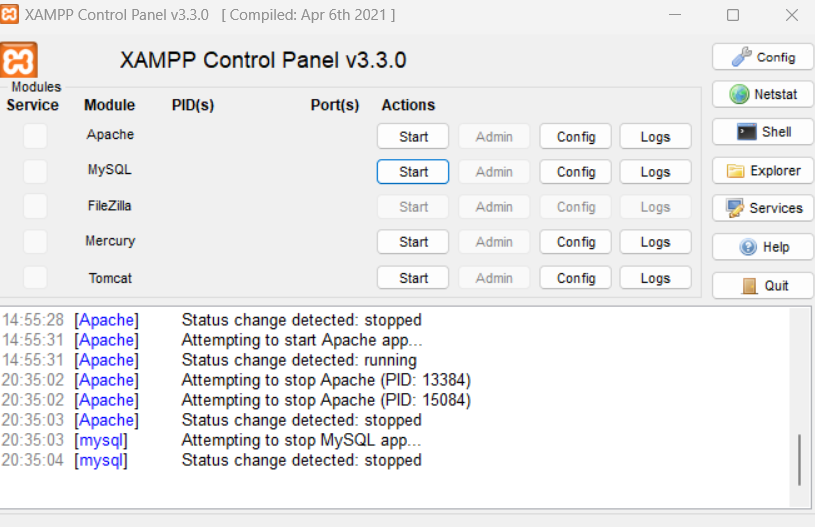 XAMPP Control Panel v3.3.0 [ Compiled: Apr 6th 2021 ]
XAMPP Control Panel v3.3.0
Config
Modules
Service Module PID(s) Port(s) Actions
Netstat
Apache Start Admin Config Logs
Shell
MySQL Start Admin Config Logs
Explorer
FileZilla Start Admin Config Logs
Services
Mercury Start Admin Config Logs
Help
Tomcat Start Admin Config Logs
Quit
14:55:28 [Apache] Status change detected: stopped
14:55:31 [Apache] Attempting to start Apache app...
14:55:31 [Apache] Status change detected: running
20:35:02 [Apache] Attempting to stop Apache (PID: 13384)
20:35:02 [Apache] Attempting to stop Apache (PID: 15084)
20:35:03 [Apache] Status change detected: stopped
20:35:03 [mysql] Attempting to stop MySQL app...
20:35:04 [mysql] Status change detected: stopped